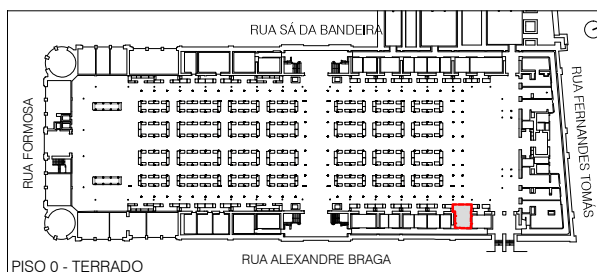 RUA SÁ DA BANDEIRA
RUA FORMOSA
RUA FERNANDES TOMÁS
RUA ALEXANDRE BRAGA
PISO 0 - TERRADO